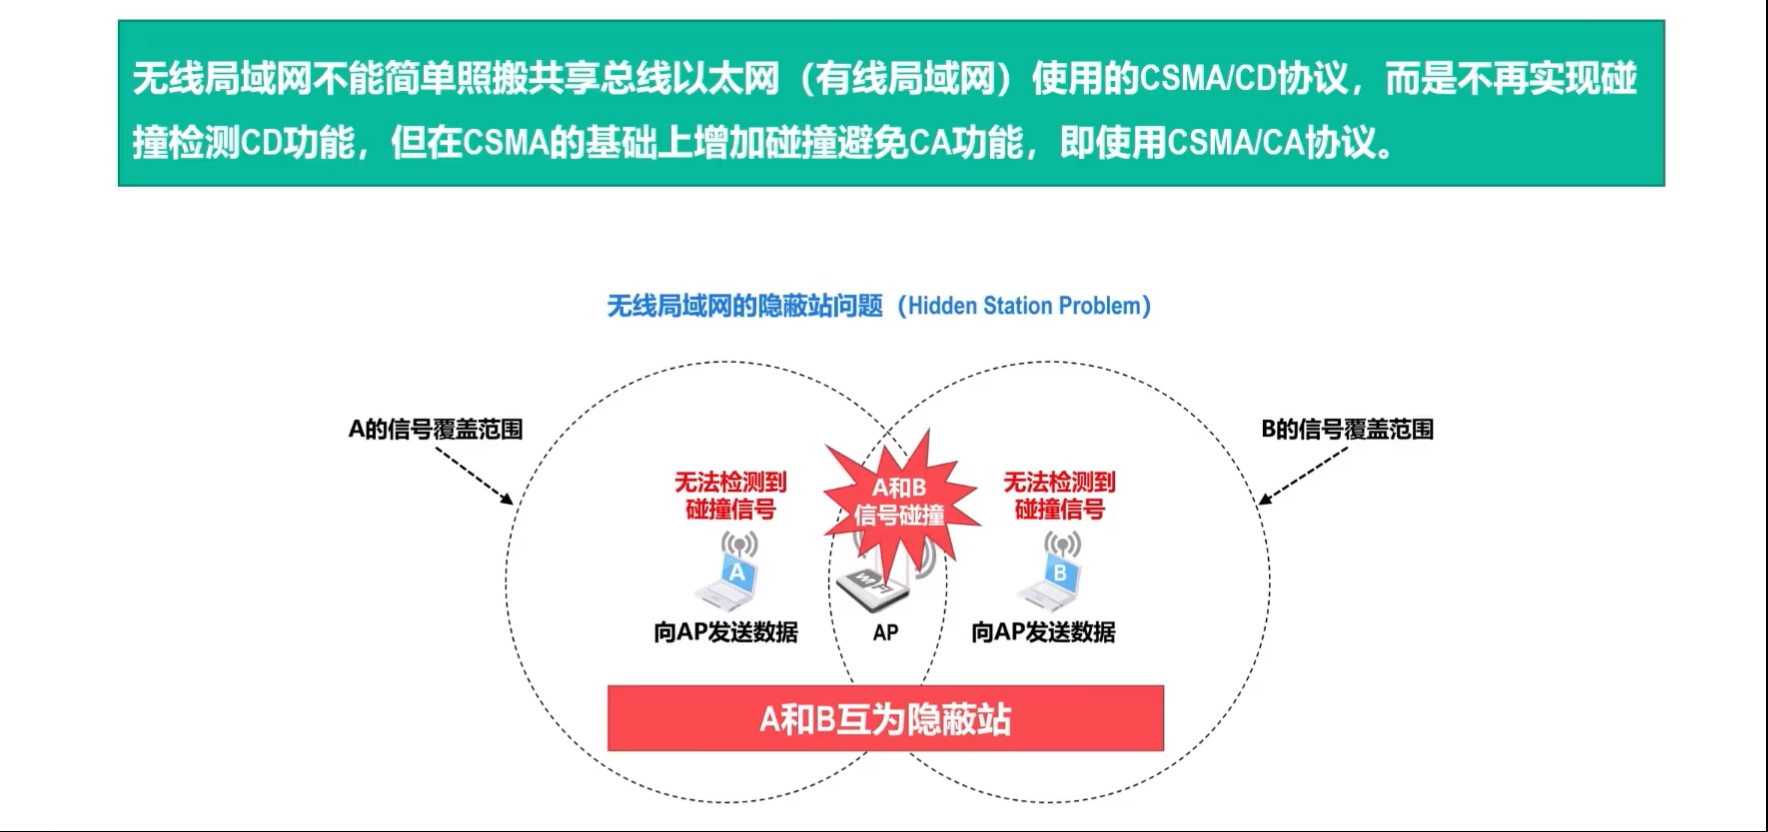 无线局域网不能简单照搬共享总线以太网（有线局域网）使用的CSMA/CD协议，而是不再实现碰
撞检测CD功能，但在CSMA的基础上增加碰撞避免CA功能，即使用CSMA/CA协议。
无线局域网的隐蔽站问题（Hidden Station Problem）
A的信号覆盖范围
B的信号覆盖范围
无法检测到
碰撞信号
A和B
信号碰撞
无法检测到
碰撞信号
A
B
向AP发送数据
AP
向AP发送数据
A和B互为隐蔽站